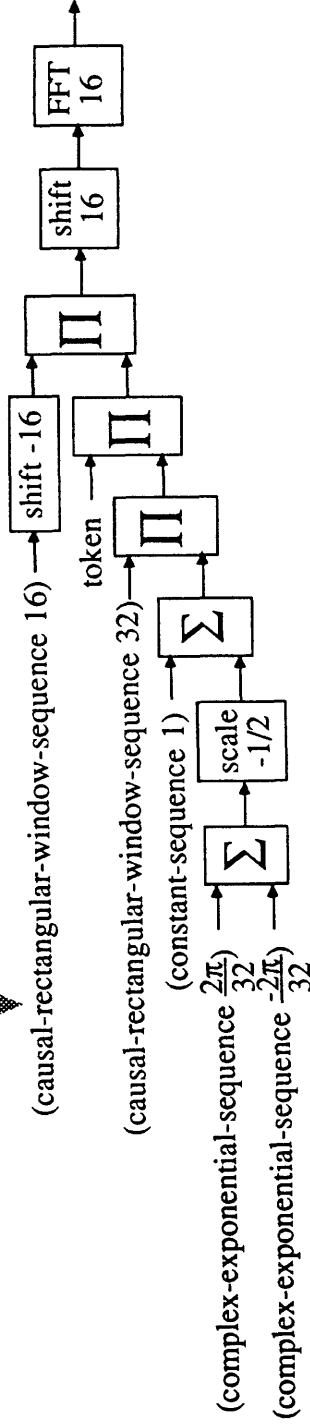 (causal-rectangular-window-sequence 16)
shift -16
∏
shift
16
FFT
16
token
∏
(causal-rectangular-window-sequence 32)
∏
(constant-sequence 1)
Σ
scale
-1/2
Σ
(complex-exponential-sequence 2π/32)
(complex-exponential-sequence -2π/32)